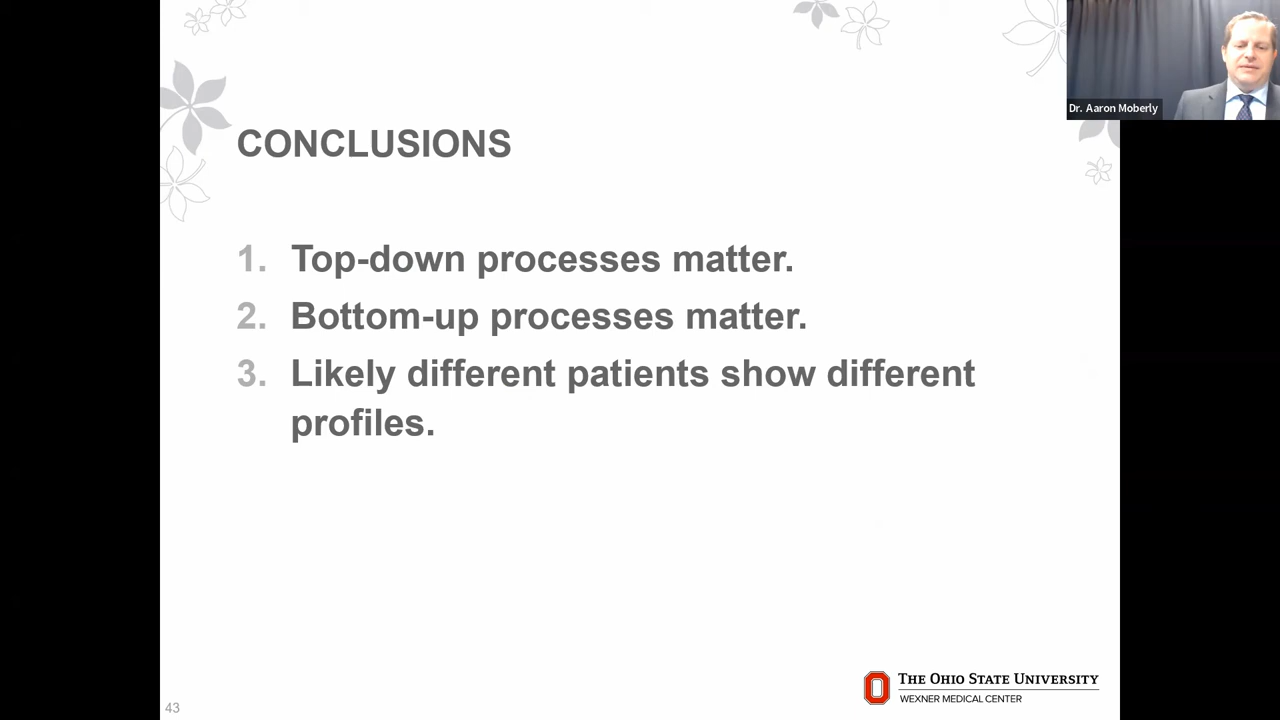 Dr. Aaron Moberly
CONCLUSIONS
1. Top-down processes matter.
2. Bottom-up processes matter.
3. Likely different patients show different
profiles.
THE OHIO STATE UNIVERSITY
WEXNER MEDICAL CENTER
43